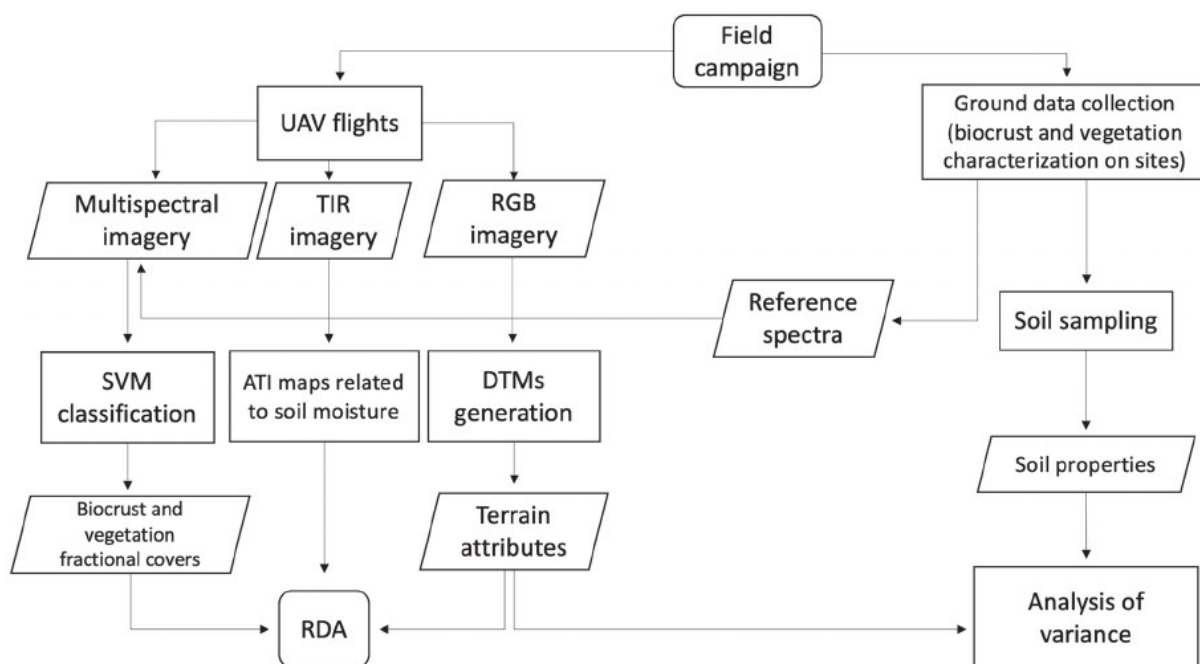 Field
campaign
UAV flights
Ground data collection
(biocrust and vegetation
characterization on sites)
Multispectral
imagery
TIR
imagery
RGB
imagery
Reference
spectra
Soil sampling
SVM
classification
ATI maps related
to soil moisture
DTMs
generation
Soil properties
Biocrust and
vegetation
fractional covers
Terrain
attributes
RDA
Analysis of
variance